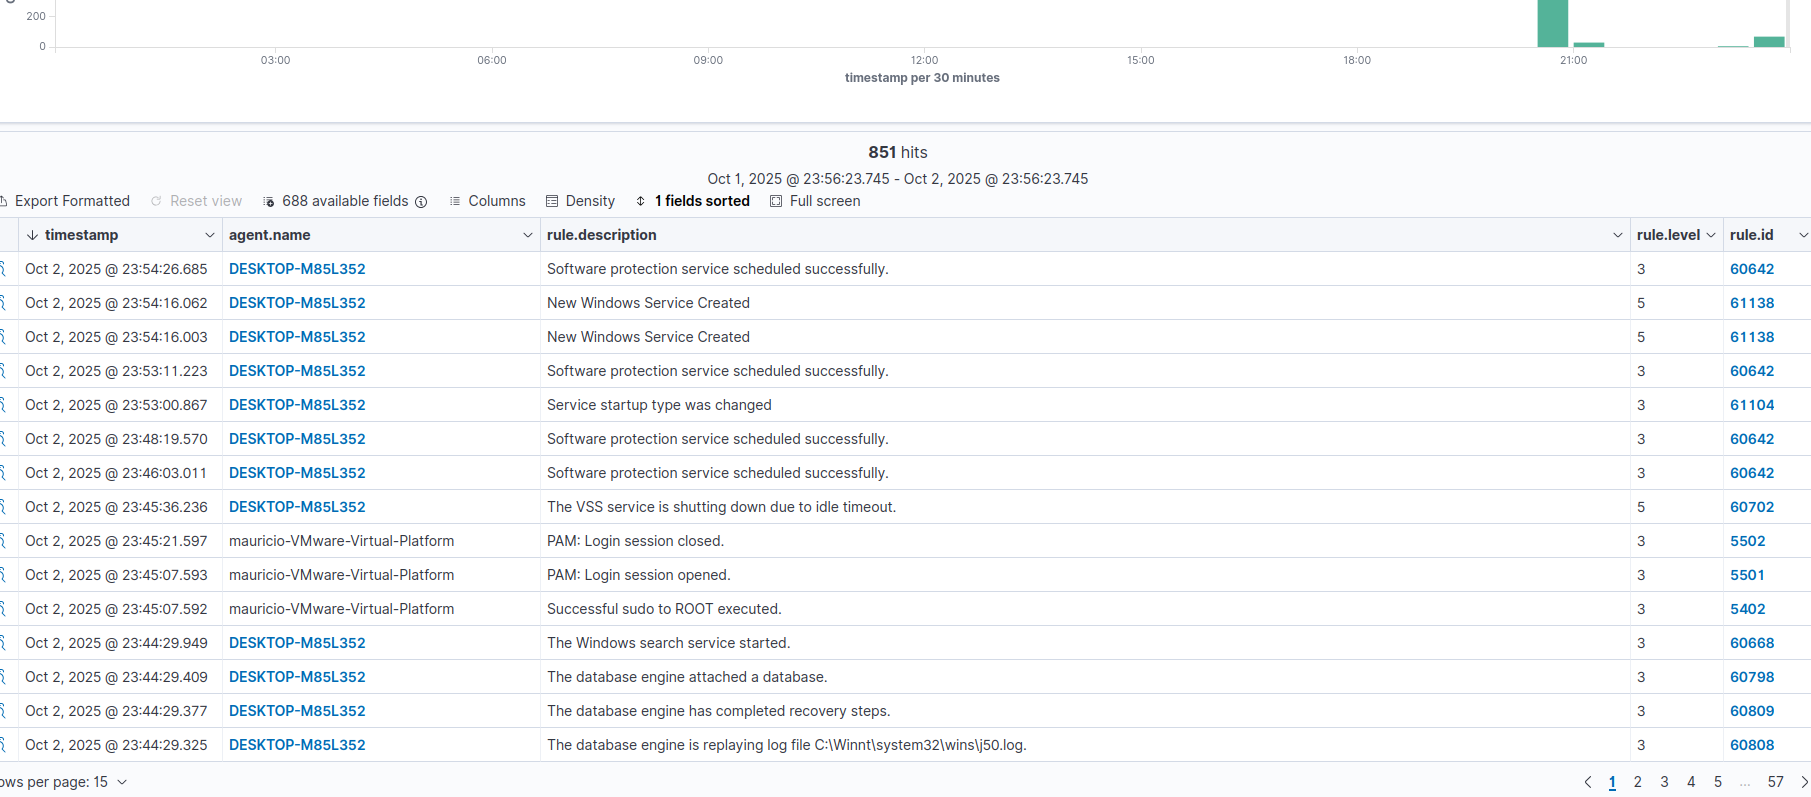 200
0
03:00 06:00 09:00 12:00 15:00 18:00 21:00
timestamp per 30 minutes
851 hits
Oct 1, 2025 @ 23:56:23.745 - Oct 2, 2025 @ 23:56:23.745
Export Formatted Reset view 688 available fields Columns Density 1 fields sorted Full screen
timestamp agent.name rule.description rule.level rule.id
Oct 2, 2025 @ 23:54:26.685 DESKTOP-M85L352 Software protection service scheduled successfully. 3 60642
Oct 2, 2025 @ 23:54:16.062 DESKTOP-M85L352 New Windows Service Created 5 61138
Oct 2, 2025 @ 23:54:16.003 DESKTOP-M85L352 New Windows Service Created 5 61138
Oct 2, 2025 @ 23:53:11.223 DESKTOP-M85L352 Software protection service scheduled successfully. 3 60642
Oct 2, 2025 @ 23:53:00.867 DESKTOP-M85L352 Service startup type was changed 3 61104
Oct 2, 2025 @ 23:48:19.570 DESKTOP-M85L352 Software protection service scheduled successfully. 3 60642
Oct 2, 2025 @ 23:46:03.011 DESKTOP-M85L352 Software protection service scheduled successfully. 3 60642
Oct 2, 2025 @ 23:45:36.236 DESKTOP-M85L352 The VSS service is shutting down due to idle timeout. 5 60702
Oct 2, 2025 @ 23:45:21.597 mauricio-VMware-Virtual-Platform PAM: Login session closed. 3 5502
Oct 2, 2025 @ 23:45:07.593 mauricio-VMware-Virtual-Platform PAM: Login session opened. 3 5501
Oct 2, 2025 @ 23:45:07.592 mauricio-VMware-Virtual-Platform Successful sudo to ROOT executed. 3 5402
Oct 2, 2025 @ 23:44:29.949 DESKTOP-M85L352 The Windows search service started. 3 60668
Oct 2, 2025 @ 23:44:29.409 DESKTOP-M85L352 The database engine attached a database. 3 60798
Oct 2, 2025 @ 23:44:29.377 DESKTOP-M85L352 The database engine has completed recovery steps. 3 60809
Oct 2, 2025 @ 23:44:29.325 DESKTOP-M85L352 The database engine is replaying log file C:\Winnt\system32\wins\j50.log. 3 60808
ows per page: 15 1 2 3 4 5 ... 57